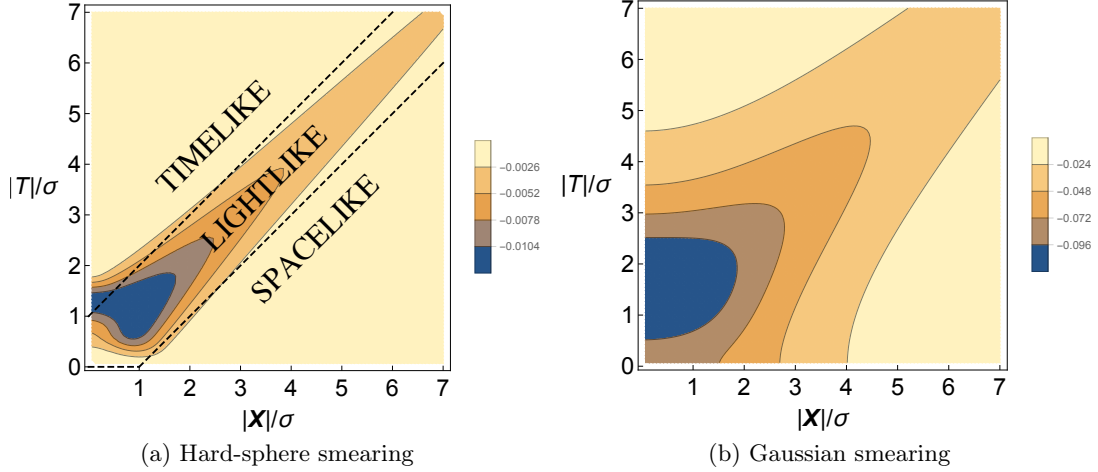 7
6
5
4
3
2
1
0
|T|/σ
1 2 3 4 5 6 7
|X|/σ
TIMELIKE
LIGHTLIKE
SPACELIKE
-0.0026
-0.0052
-0.0078
-0.0104
(a) Hard-sphere smearing
7
6
5
4
3
2
1
0
|T|/σ
1 2 3 4 5 6 7
|X|/σ
-0.024
-0.048
-0.072
-0.096
(b) Gaussian smearing